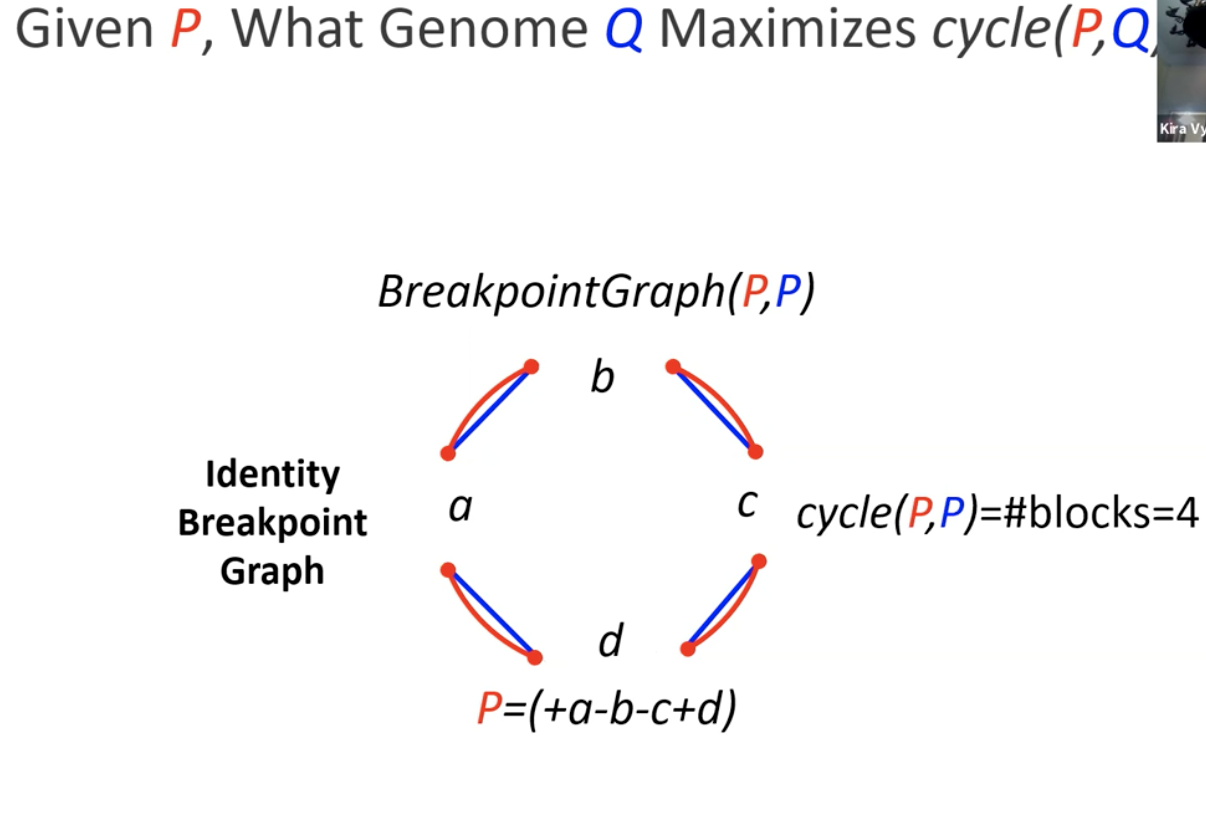 Given P, What Genome Q Maximizes cycle(P,Q)
Kira Vy
BreakpointGraph(P,P)
b
Identity
Breakpoint
Graph
a
c
cycle(P,P)=#blocks=4
d
P=(+a-b-c+d)